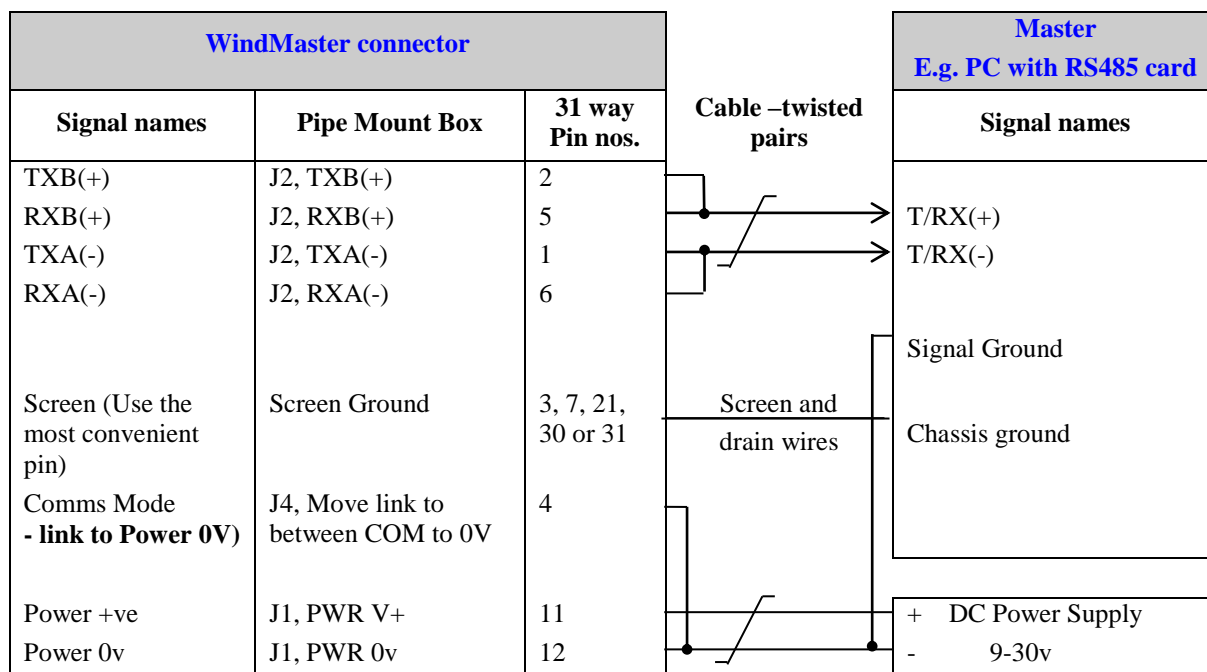 WindMaster connector
Master
E.g. PC with RS485 card
Signal names
Pipe Mount Box
31 way
Pin nos.
Cable –twisted
pairs
Signal names
TXB(+) J2, TXB(+) 2
RXB(+) J2, RXB(+) 5 T/RX(+)
TXA(-) J2, TXA(-) 1 T/RX(-)
RXA(-) J2, RXA(-) 6
Signal Ground
Screen (Use the
most convenient
pin)
Screen Ground
3, 7, 21,
30 or 31
Screen and
drain wires
Chassis ground
Comms Mode
- link to Power 0V)
J4, Move link to
between COM to 0V
4
Power +ve J1, PWR V+ 11 + DC Power Supply
Power 0v J1, PWR 0v 12 - 9-30v